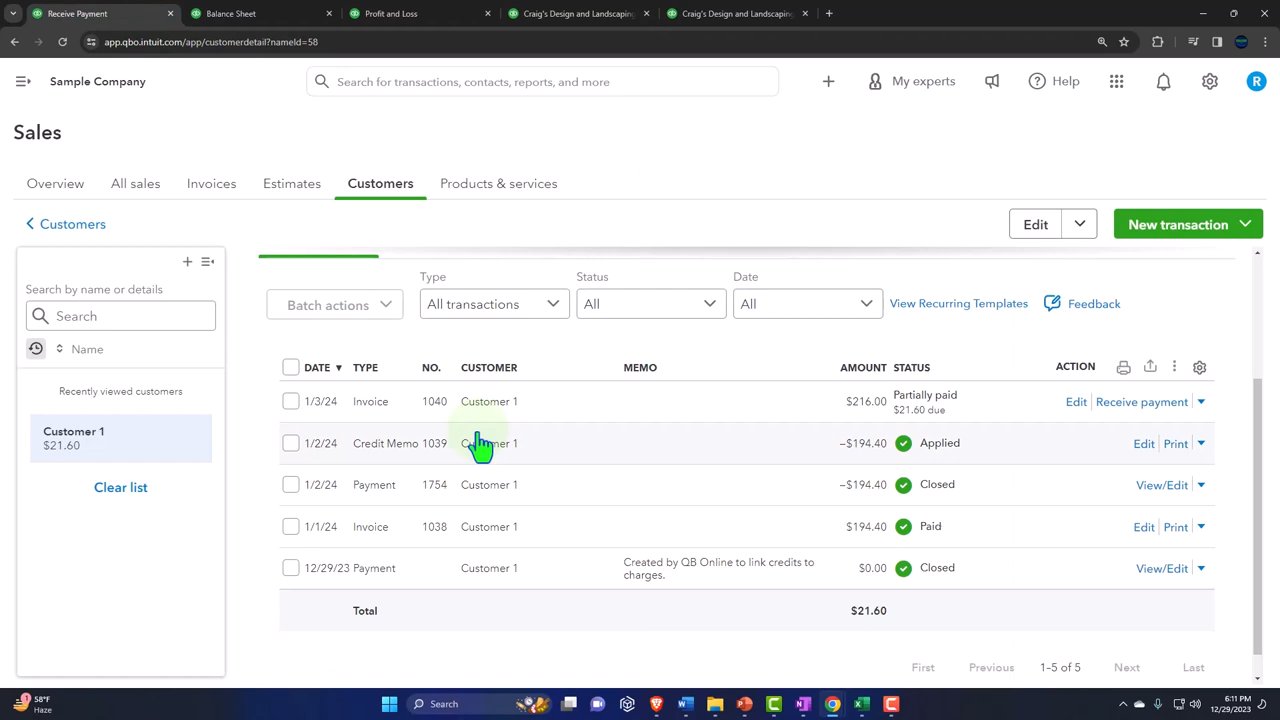 Receive Payment
Balance Sheet
Profit and Loss
Craig's Design and Landscaping
Craig's Design and Landscaping
app.qbo.intuit.com/app/customerdetail?nameId=58
Sample Company
Search for transactions, contacts, reports, and more
My experts
Help
R
Sales
Overview
All sales
Invoices
Estimates
Customers
Products & services
Customers
Edit
New transaction
Search by name or details
Search
Name
Recently viewed customers
Customer 1
$21.60
Clear list
Type
Status
Date
Batch actions
All transactions
All
All
View Recurring Templates
Feedback
DATE TYPE NO. CUSTOMER MEMO AMOUNT STATUS ACTION
1/3/24 Invoice 1040 Customer 1 $216.00 Partially paid Edit Receive payment
$21.60 due
1/2/24 Credit Memo 1039 Customer 1 −$194.40 Applied Edit Print
1/2/24 Payment 1754 Customer 1 −$194.40 Closed View/Edit
1/1/24 Invoice 1038 Customer 1 $194.40 Paid Edit Print
12/29/23 Payment Customer 1 Created by QB Online to link credits to $0.00 Closed View/Edit
charges.
Total $21.60
First Previous 1–5 of 5 Next Last
1
58°F
Haze
Search
6:11 PM
12/29/2023